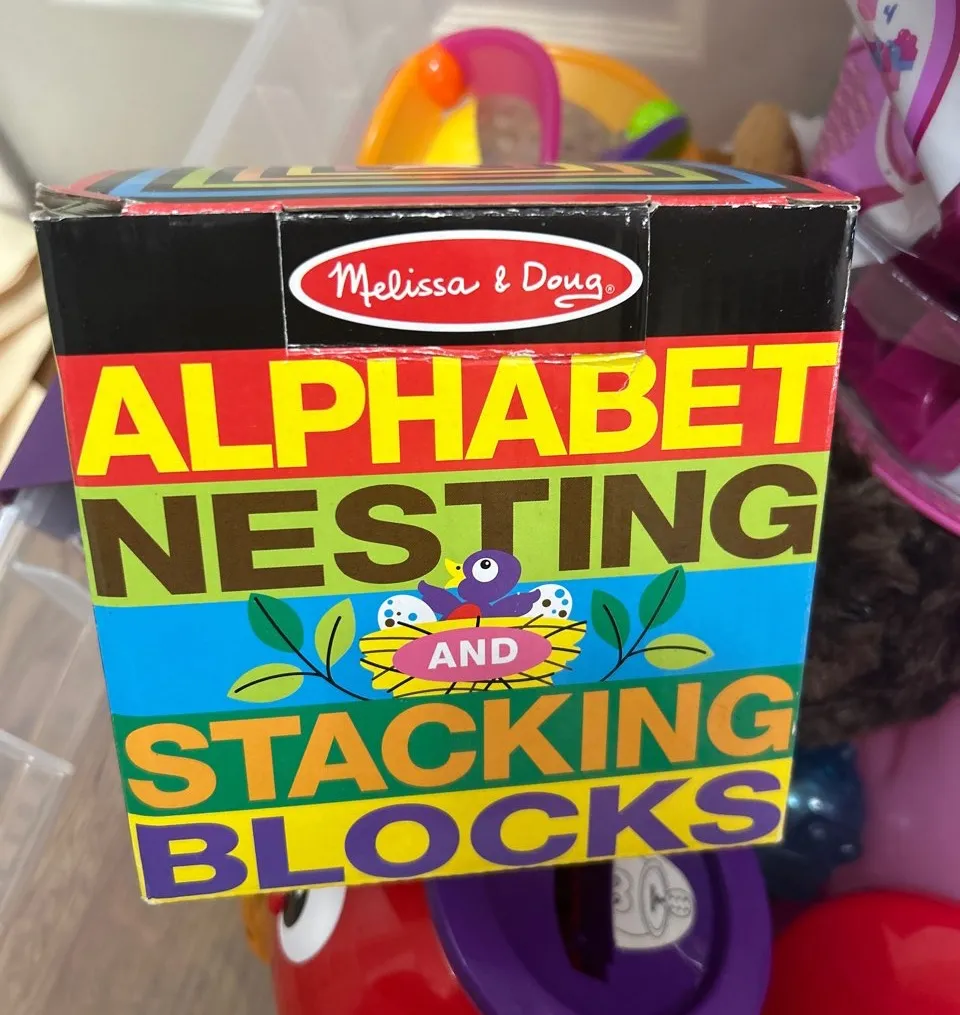 Melissa & Doug®
ALPHABET
NESTING
AND
STACKING
BLOCKS